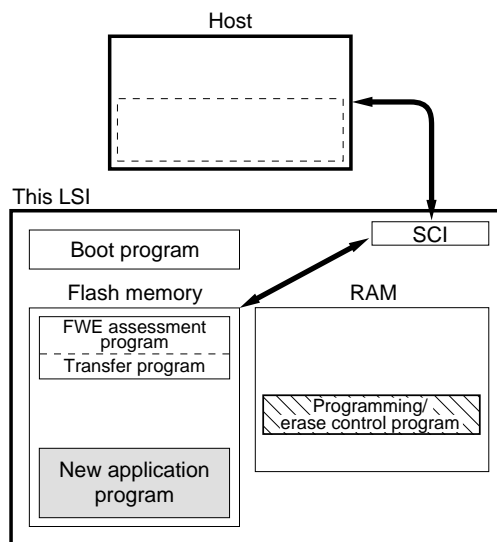 Host
This LSI
SCI
Boot program
Flash memory
RAM
FWE assessment
program
Transfer program
Programming/
erase control program
New application
program